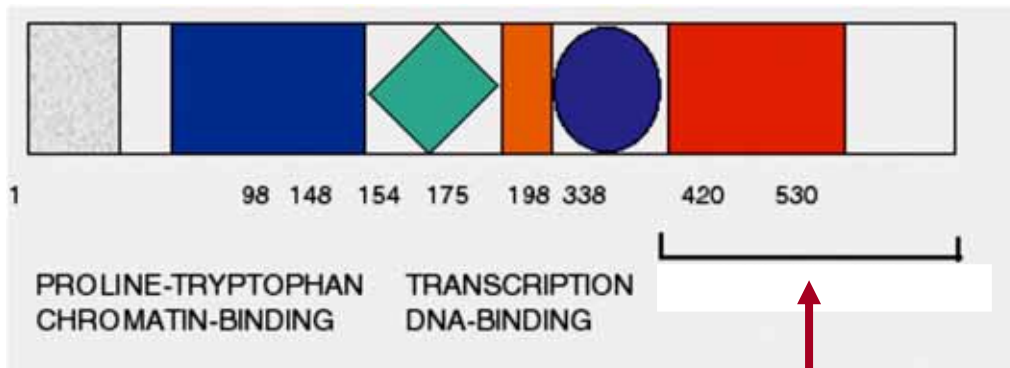 1 98 148 154 175 198 338 420 530
PROLINE-TRYPTOPHAN TRANSCRIPTION
CHROMATIN-BINDING DNA-BINDING